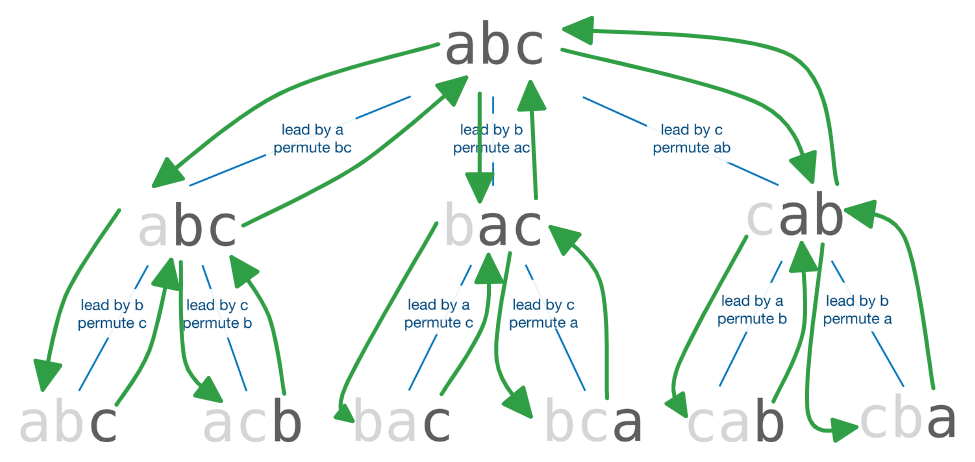 abc
lead by a
permute bc
lead by b
permute ac
lead by c
permute ab
abc
bac
cab
lead by b
permute c
lead by c
permute b
lead by a
permute c
lead by c
permute a
lead by a
permute b
lead by b
permute a
abc
acb
bac
bca
cab
cba